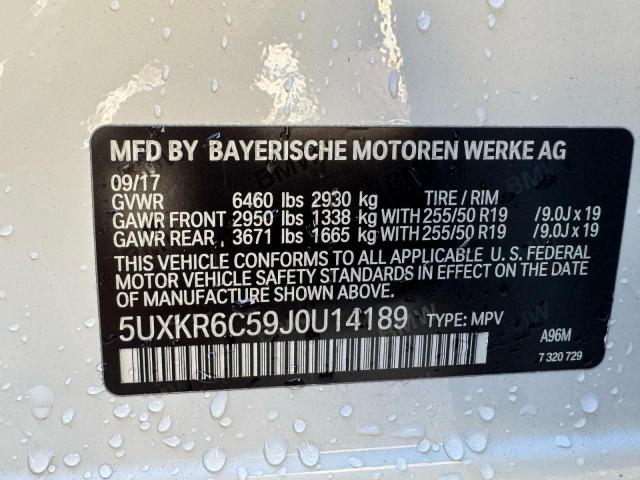 MFD BY BAYERISCHE MOTOREN WERKE AG
09/17
GVWR 6460 lbs 2930 kg TIRE / RIM
GAWR FRONT 2950 lbs 1338 kg WITH 255/50 R19 /9.0J x 19
GAWR REAR 3671 lbs 1665 kg WITH 255/50 R19 /9.0J x 19
THIS VEHICLE CONFORMS TO ALL APPLICABLE U. S. FEDERAL
MOTOR VEHICLE SAFETY STANDARDS IN EFFECT ON THE DATE
OF MANUFACTURE SHOWN ABOVE.
5UXKR6C59J0U14189 TYPE: MPV
A96M
7 320 729